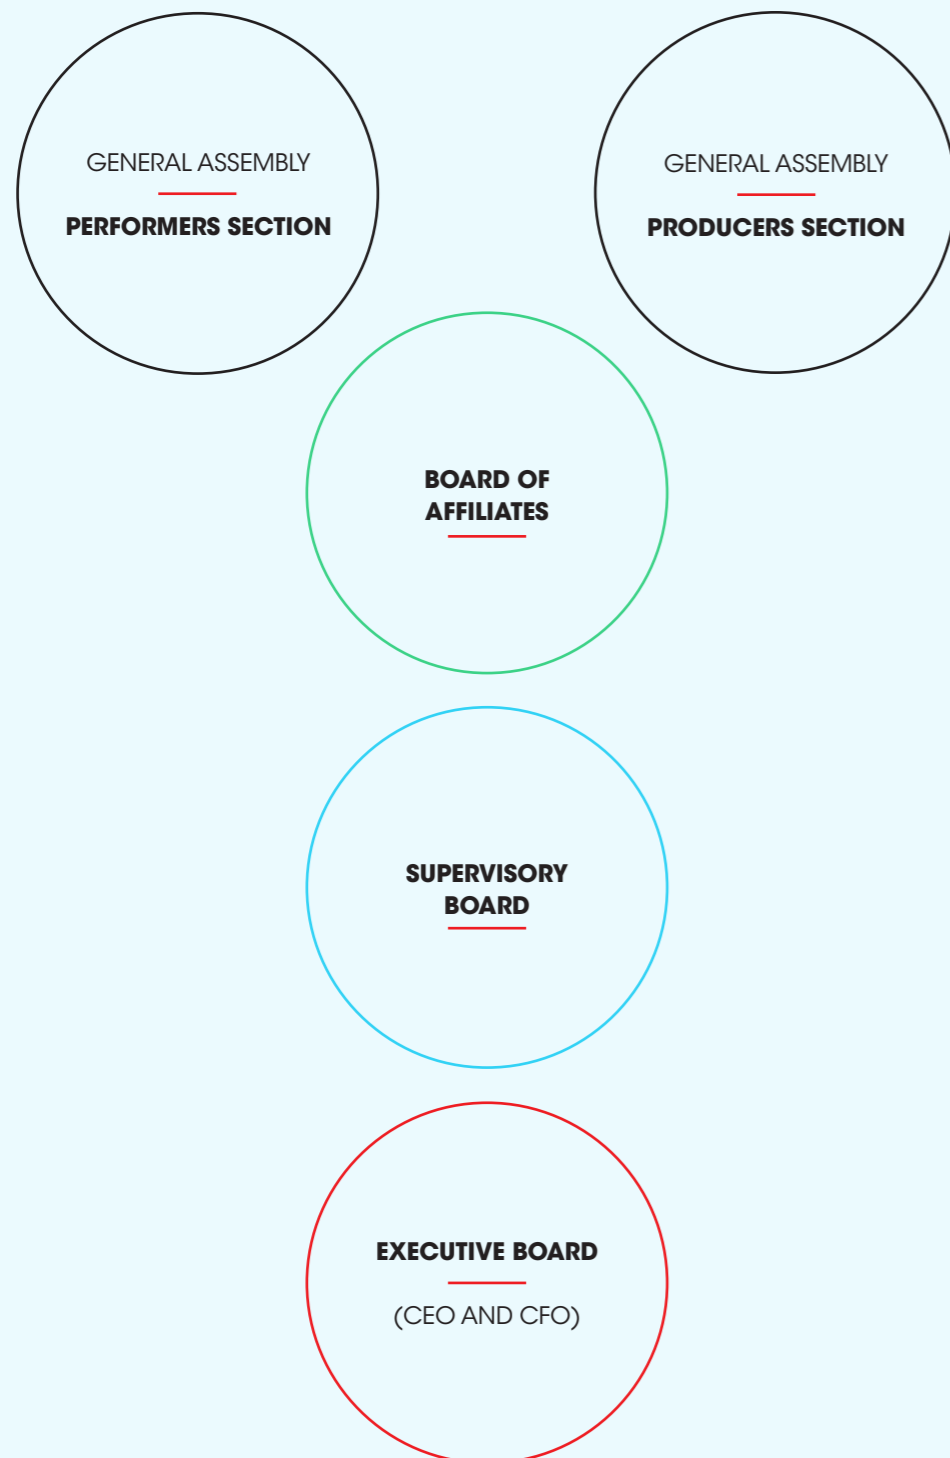 GENERAL ASSEMBLY
PERFORMERS SECTION
GENERAL ASSEMBLY
PRODUCERS SECTION
BOARD OF
AFFILIATES
SUPERVISORY
BOARD
EXECUTIVE BOARD
(CEO AND CFO)